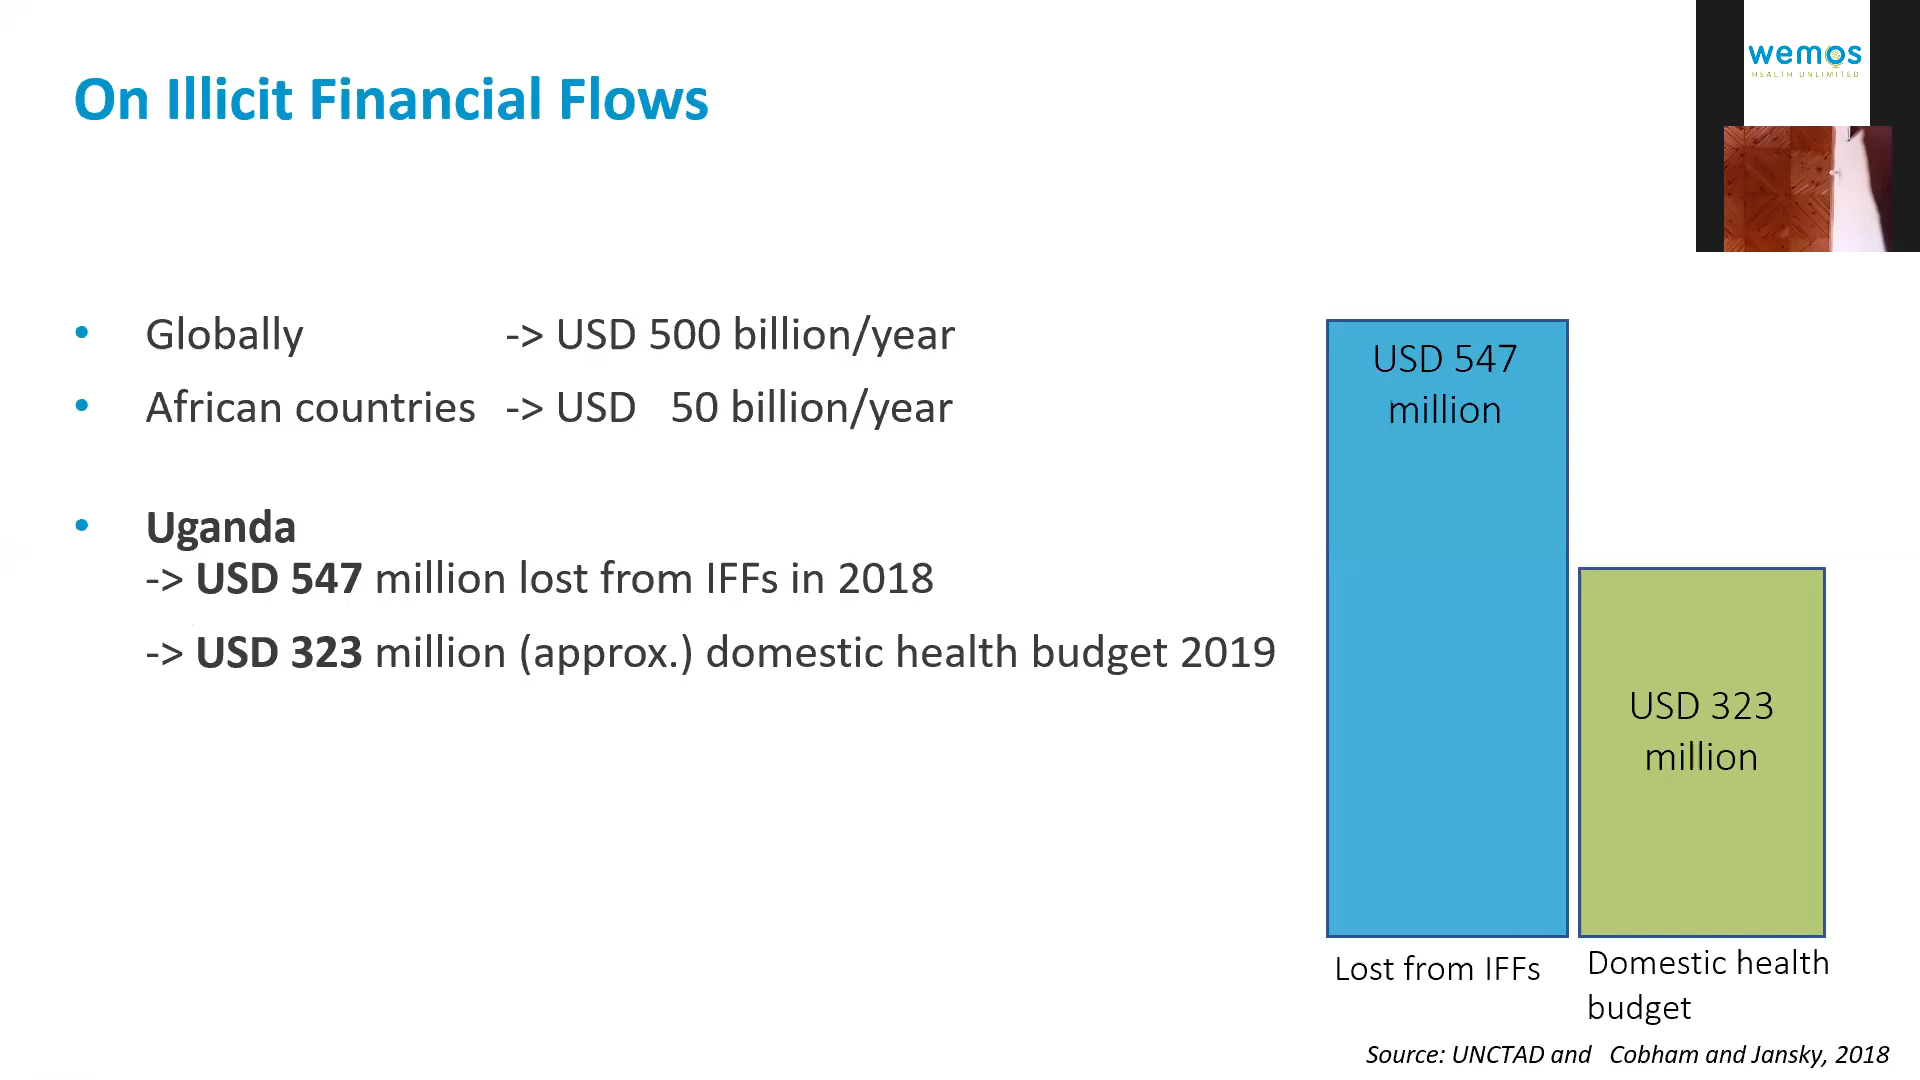 wemos
HEALTH UNLIMITED
On Illicit Financial Flows
• Globally -> USD 500 billion/year
• African countries -> USD 50 billion/year
• Uganda
-> USD 547 million lost from IFFs in 2018
-> USD 323 million (approx.) domestic health budget 2019
USD 547
million
USD 323
million
Lost from IFFs
Domestic health
budget
Source: UNCTAD and Cobham and Jansky, 2018